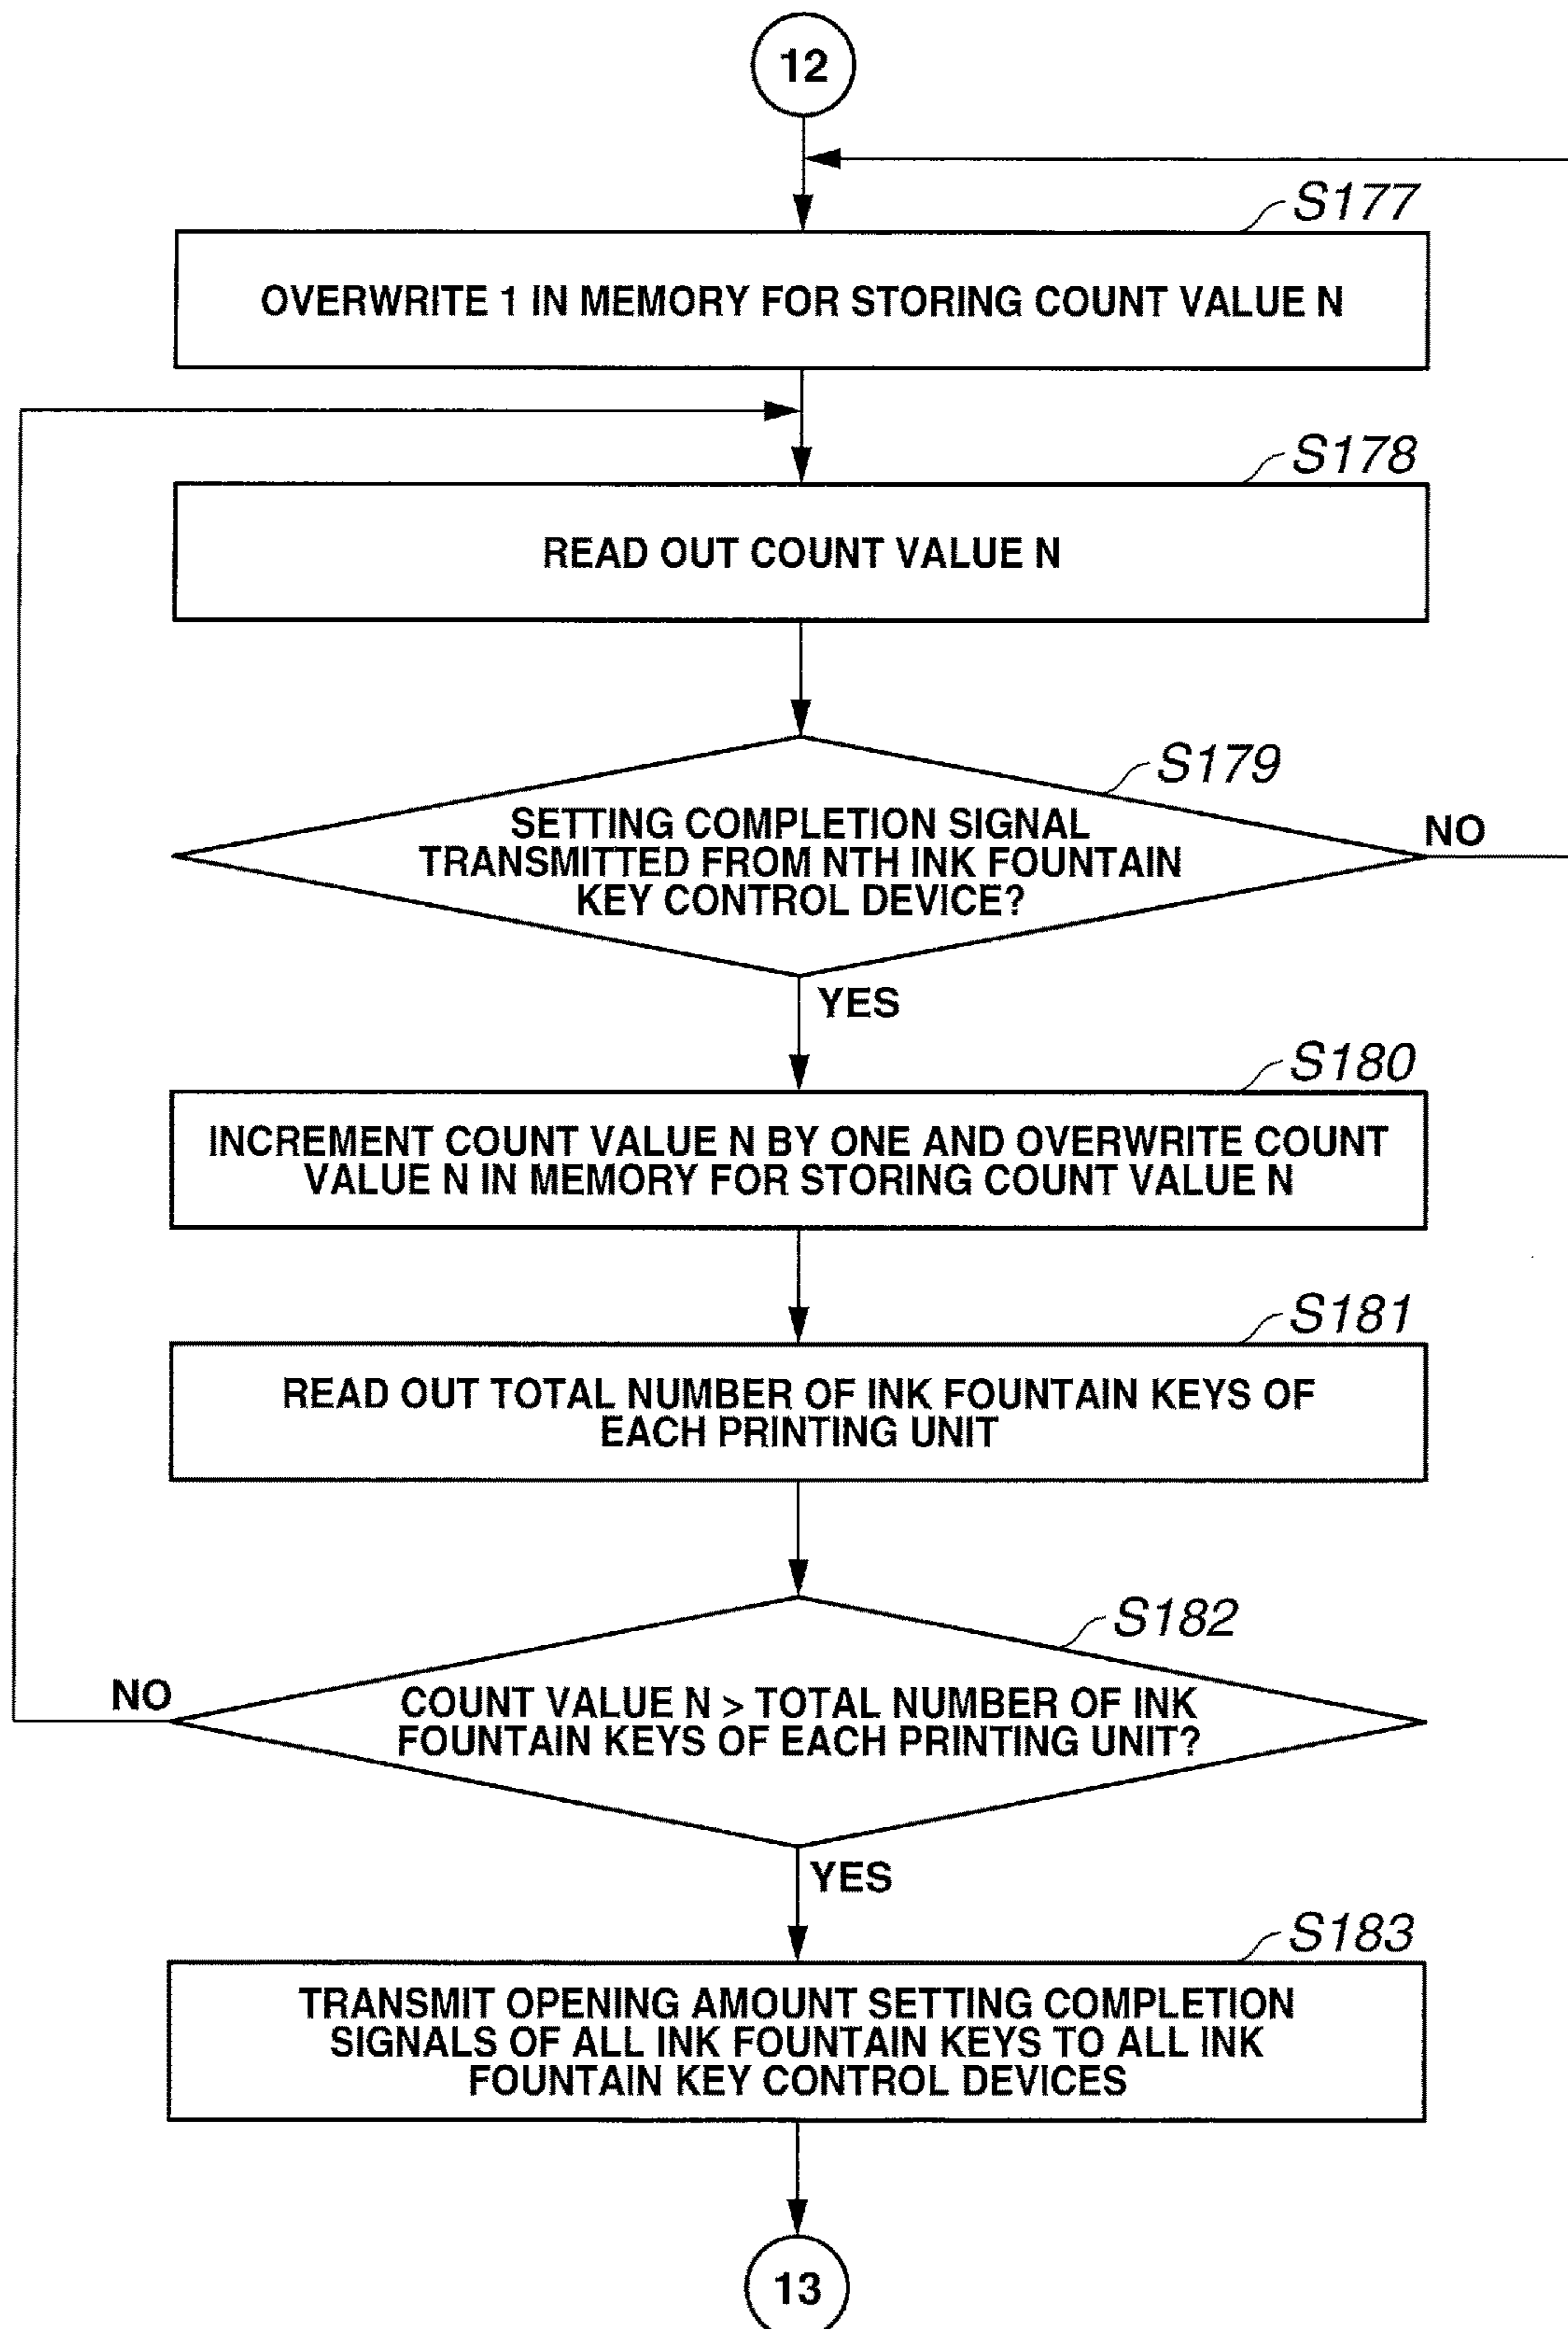 12
S177
OVERWRITE 1 IN MEMORY FOR STORING COUNT VALUE N
S178
READ OUT COUNT VALUE N
S179
SETTING COMPLETION SIGNAL
TRANSMITTED FROM NTH INK FOUNTAIN
KEY CONTROL DEVICE?
NO
YES
S180
INCREMENT COUNT VALUE N BY ONE AND OVERWRITE COUNT
VALUE N IN MEMORY FOR STORING COUNT VALUE N
S181
READ OUT TOTAL NUMBER OF INK FOUNTAIN KEYS OF
EACH PRINTING UNIT
S182
NO
COUNT VALUE N > TOTAL NUMBER OF INK
FOUNTAIN KEYS OF EACH PRINTING UNIT?
YES
S183
TRANSMIT OPENING AMOUNT SETTING COMPLETION
SIGNALS OF ALL INK FOUNTAIN KEYS TO ALL INK
FOUNTAIN KEY CONTROL DEVICES
13